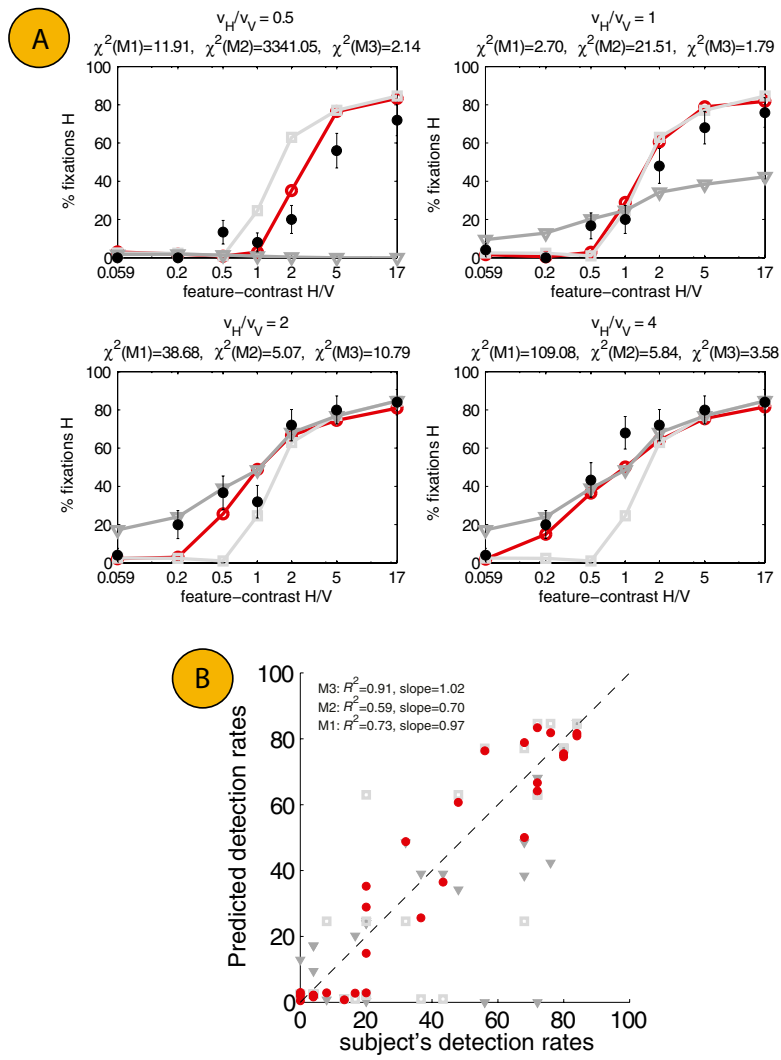 A
v_H/v_V = 0.5
χ²(M1)=11.91, χ²(M2)=3341.05, χ²(M3)=2.14
100
80
60
40
20
0
% fixations H
0.059 0.2 0.5 1 2 5 17
feature−contrast H/V
v_H/v_V = 1
χ²(M1)=2.70, χ²(M2)=21.51, χ²(M3)=1.79
100
80
60
40
20
0
% fixations H
0.059 0.2 0.5 1 2 5 17
feature−contrast H/V
v_H/v_V = 2
χ²(M1)=38.68, χ²(M2)=5.07, χ²(M3)=10.79
100
80
60
40
20
0
% fixations H
0.059 0.2 0.5 1 2 5 17
feature−contrast H/V
v_H/v_V = 4
χ²(M1)=109.08, χ²(M2)=5.84, χ²(M3)=3.58
100
80
60
40
20
0
% fixations H
0.059 0.2 0.5 1 2 5 17
feature−contrast H/V
B
M3: R²=0.91, slope=1.02
M2: R²=0.59, slope=0.70
M1: R²=0.73, slope=0.97
100
80
60
40
20
0
Predicted detection rates
0 20 40 60 80 100
subject's detection rates